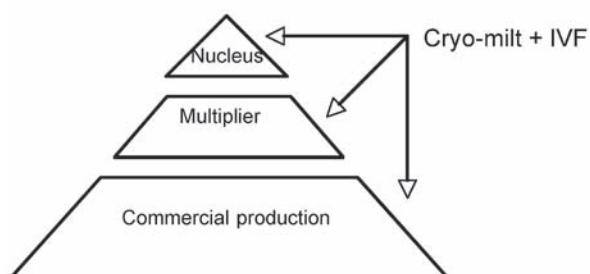 Nucleus
Cryo-milt + IVF
Multiplier
Commercial production